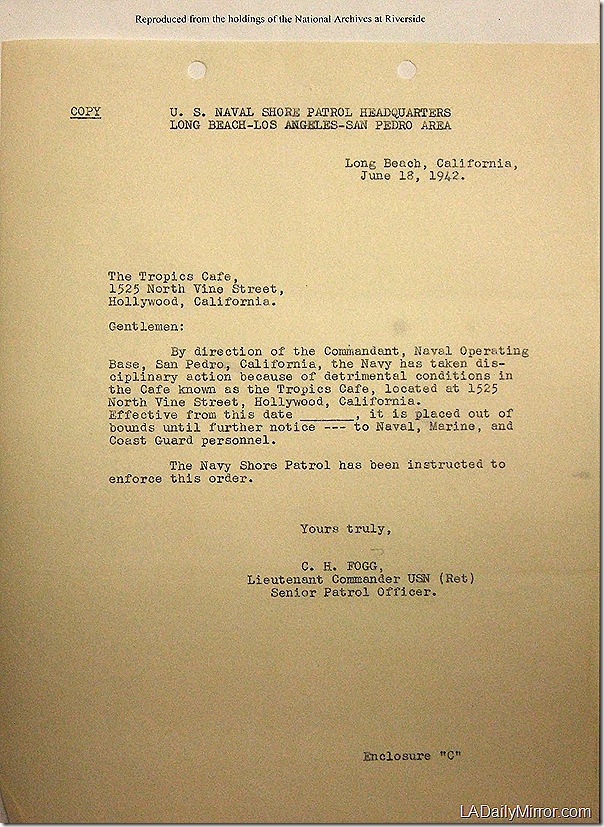 Reproduced from the holdings of the National Archives at Riverside
COPY
U. S. NAVAL SHORE PATROL HEADQUARTERS
LONG BEACH-LOS ANGELES-SAN PEDRO AREA
Long Beach, California,
June 18, 1942.
The Tropics Cafe,
1525 North Vine Street,
Hollywood, California.
Gentlemen:
By direction of the Commandant, Naval Operating
Base, San Pedro, California, the Navy has taken dis-
ciplinary action because of detrimental conditions in
the Cafe known as the Tropics Cafe, located at 1525
North Vine Street, Hollywood, California.
Effective from this date _______, it is placed out of
bounds until further notice --- to Naval, Marine, and
Coast Guard personnel.
The Navy Shore Patrol has been instructed to
enforce this order.
Yours truly,
C. H. FOGG,
Lieutenant Commander USN (Ret)
Senior Patrol Officer.
Enclosure "C"
LADailyMirror.com